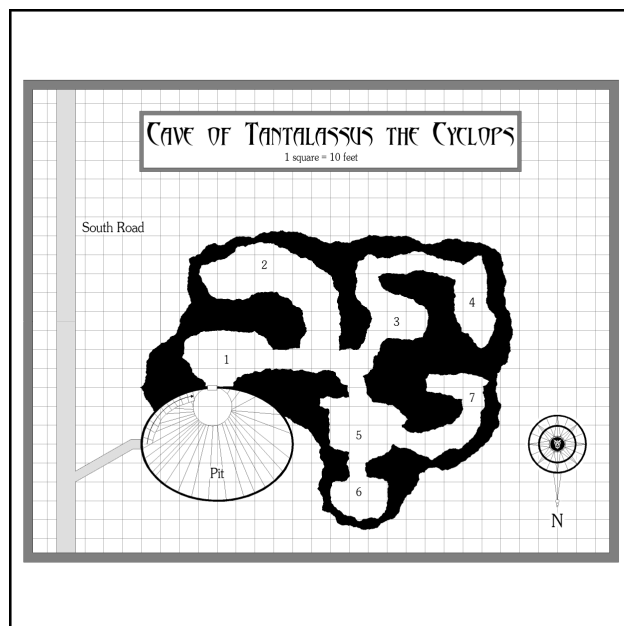 Cave of Tantalassus the Cyclops
1 square = 10 feet
South Road
2
4
3
1
7
5
Pit
6
N